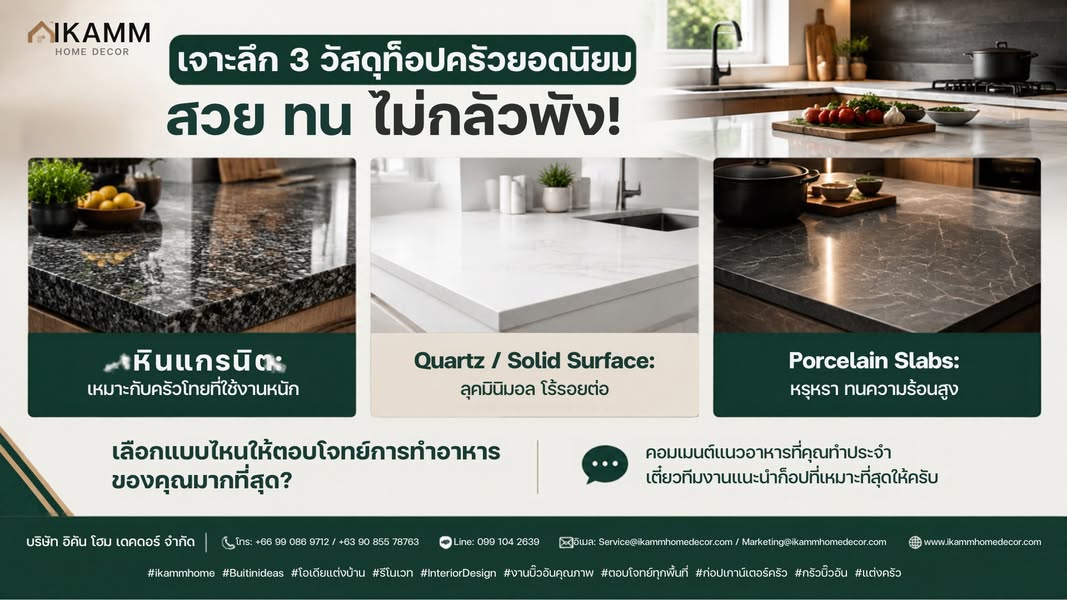 IKAMM
HOME DECOR
เจาะลึก 3 วัสดุท็อปครัวยอดนิยม
สวย ทน ไม่กลัวพัง!
หินแกรนิต:
เหมาะกับครัวโทยที่ใช้งานหนัก
Quartz / Solid Surface:
ลุคมินิมอล โร้รอยต่อ
Porcelain Slabs:
หรุหรา ทนความร้อนสูง
เลือกแบบไหนให้ตอบโจทย์การทำอาหาร
ของคุณมากที่สุด?
คอมเมนต์แนวอาหารที่คุณทำประจำ
เตี๋ยวทีมงานแนะนำก็อปที่เหมาะที่สุดให้ครับ
บริษัท อิคัน โฮม เดคดอร์ จำกัด
โทร: +66 99 086 9712 / +63 90 855 78763
Line: 099 104 2639
อีเมล: Service@ikammhomedecor.com / Marketing@ikammhomedecor.com
www.ikammhomedecor.com
#ikammhome #Buitinideas #โอเดียแต่งบ้าน #รีโนเวท #InteriorDesign #งานบิ๊วอันคุณภาพ #ตอบโจทย์ทุกพื้นที่ #ก่อปเกาน์เตอร์ครัว #กรัวบิ๊วอัน #แต่งครัว